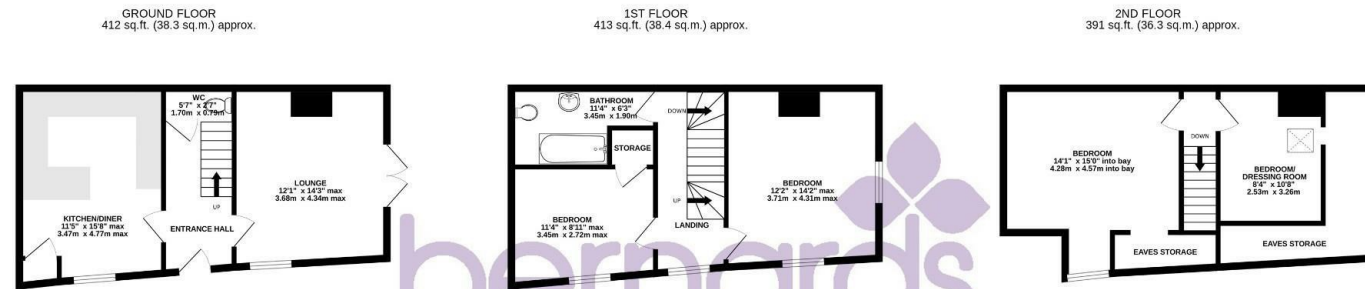 GROUND FLOOR
412 sq.ft. (38.3 sq.m.) approx.
WC
5'7" x 2'7"
1.70m x 0.79m
LOUNGE
12'1" x 14'3" max
3.68m x 4.34m max
UP
KITCHEN/DINER
11'5" x 15'8" max
3.47m x 4.77m max
ENTRANCE HALL
1ST FLOOR
413 sq.ft. (38.4 sq.m.) approx.
BATHROOM
11'4" x 6'3"
3.45m x 1.90m
DOWN
STORAGE
BEDROOM
12'2" x 14'2" max
3.71m x 4.31m max
UP
BEDROOM
11'4" x 8'11" max
3.45m x 2.72m max
LANDING
2ND FLOOR
391 sq.ft. (36.3 sq.m.) approx.
DOWN
BEDROOM
14'1" x 15'0" into bay
4.28m x 4.57m into bay
BEDROOM/
DRESSING ROOM
8'4" x 10'8"
2.53m x 3.26m
EAVES STORAGE
EAVES STORAGE
bernards